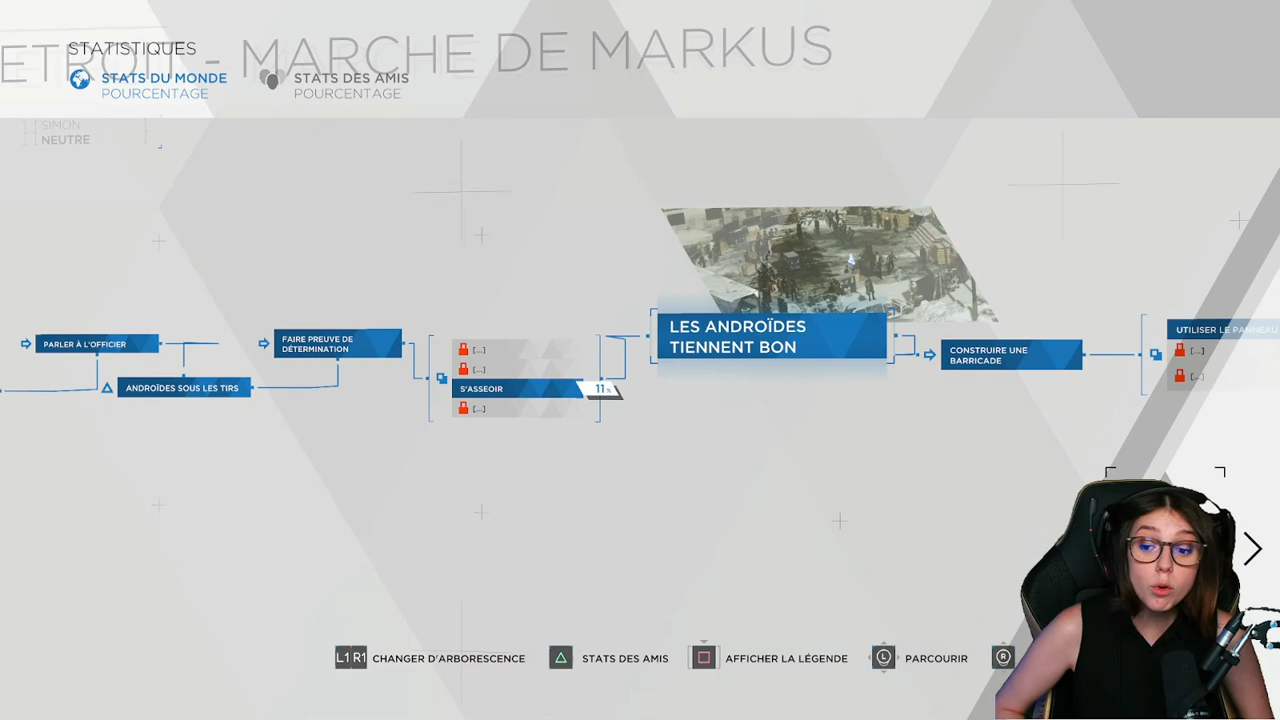 ETROIT - MARCHE DE MARKUS
STATISTIQUES
STATS DU MONDE
POURCENTAGE
STATS DES AMIS
POURCENTAGE
SIMON
NEUTRE
PARLER À L'OFFICIER
ANDROÏDES SOUS LES TIRS
FAIRE PREUVE DE
DÉTERMINATION
[...]
[...]
S'ASSEOIR
11%
[...]
LES ANDROÏDES
TIENNENT BON
CONSTRUIRE UNE
BARRICADE
UTILISER LE PANNEAU
[...]
[...]
L1 R1 CHANGER D'ARBORESCENCE
STATS DES AMIS
AFFICHER LA LÉGENDE
L PARCOURIR
R